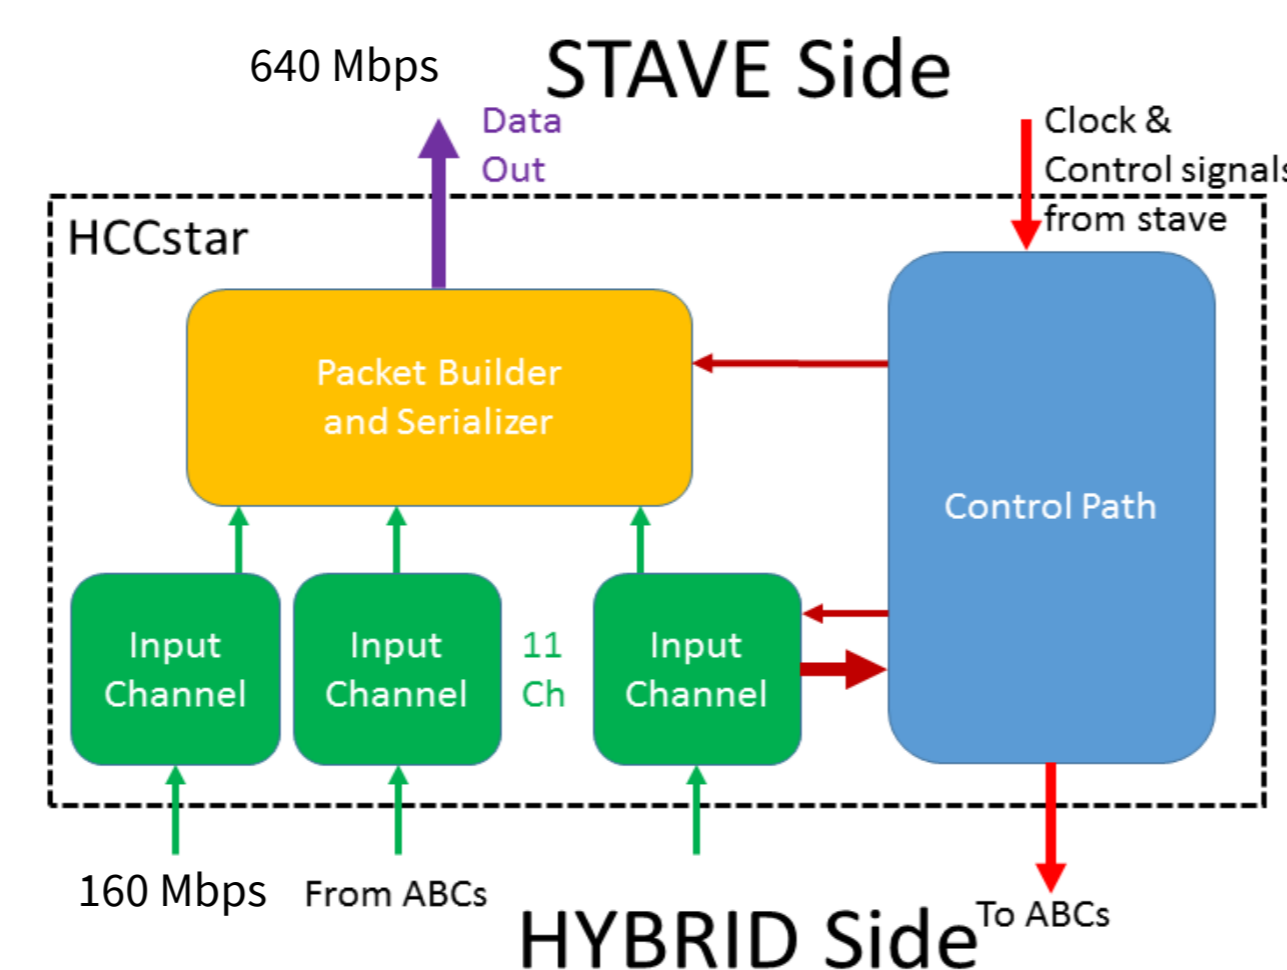 640 Mbps
STAVE Side
Data
Out
Clock &
Control signals
from stave
HCCstar
Packet Builder
and Serializer
Control Path
Input
Channel
Input
Channel
11
Ch
Input
Channel
160 Mbps
From ABCs
HYBRID Side
To ABCs